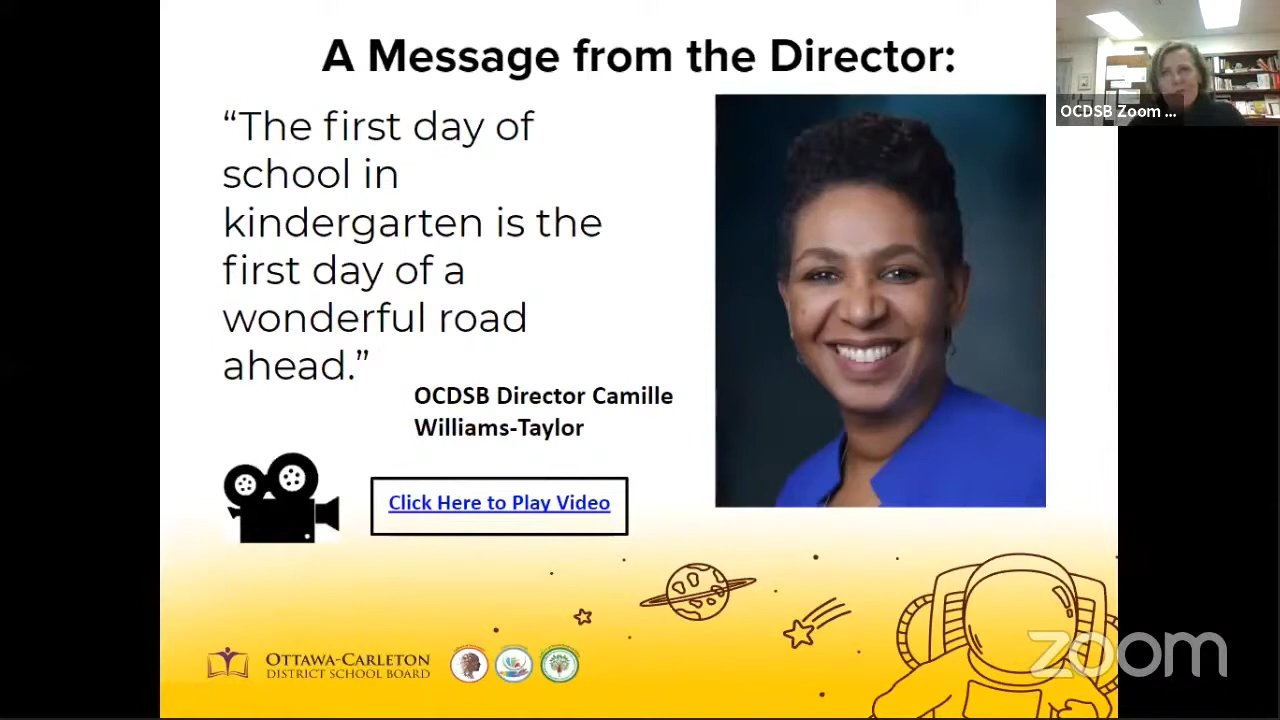 A Message from the Director:
“The first day of
school in
kindergarten is the
first day of a
wonderful road
ahead.”
OCDSB Director Camille
Williams-Taylor
Click Here to Play Video
OTTAWA-CARLETON
DISTRICT SCHOOL BOARD
OCDSB Zoom ...
zoom